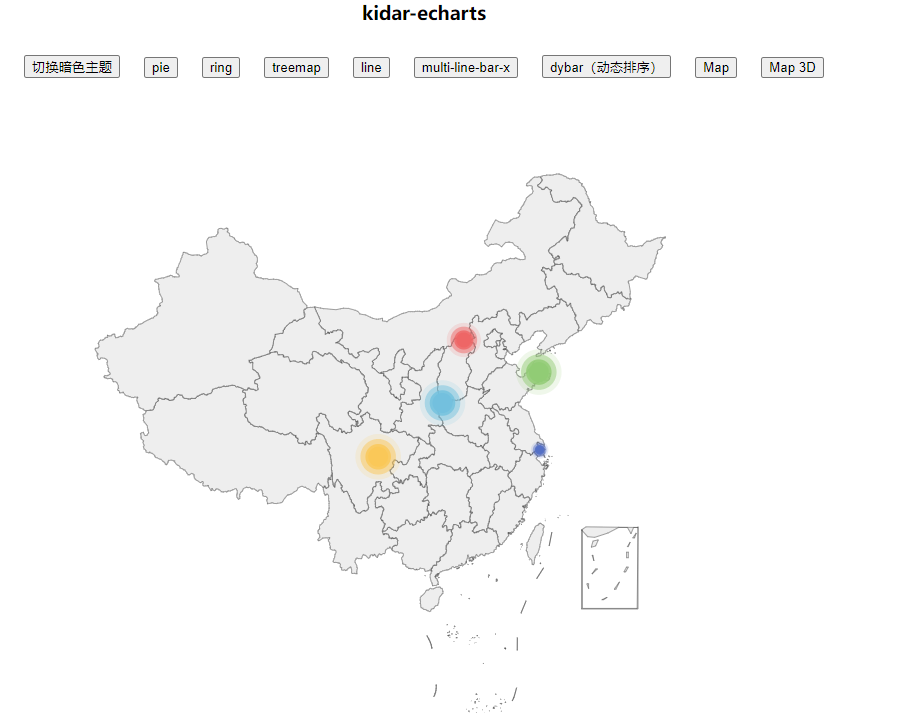 kidar-echarts
切换暗色主题 pie ring treemap line multi-line-bar-x dybar（动态排序） Map Map 3D